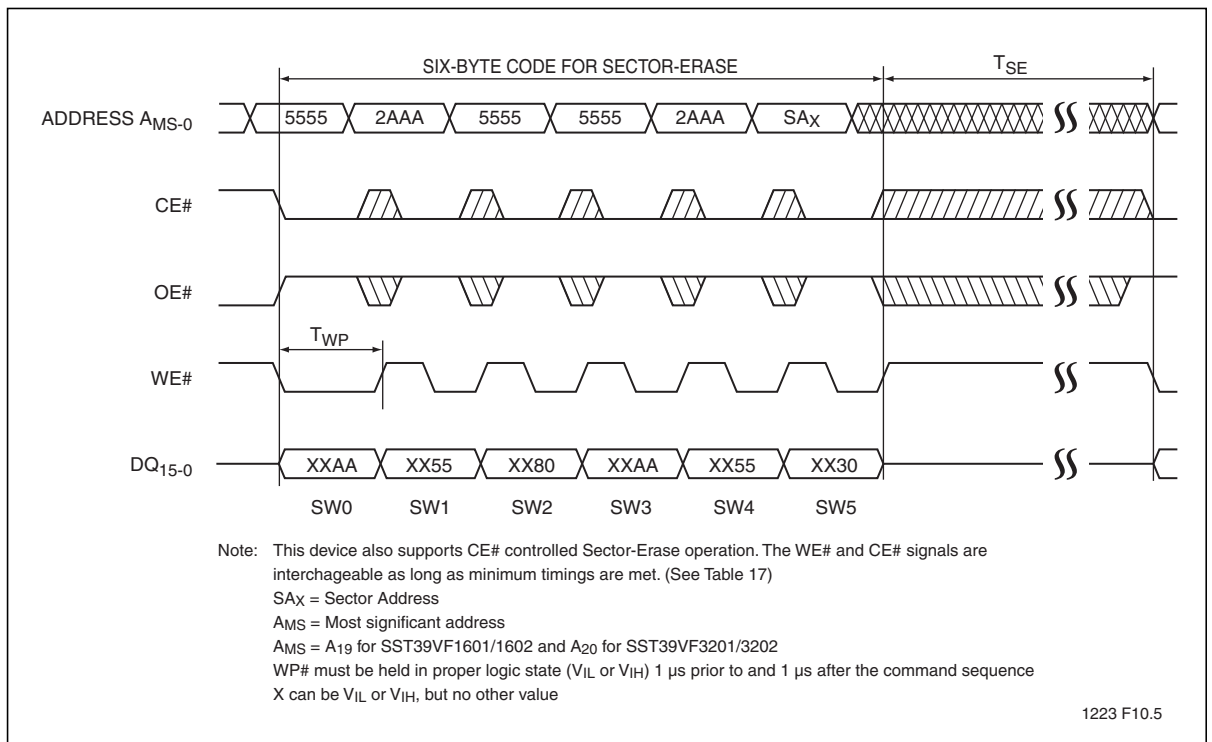 SIX-BYTE CODE FOR SECTOR-ERASE
TSE
ADDRESS AMS-0
5555 2AAA 5555 5555 2AAA SAX
CE#
OE#
TWP
WE#
DQ15-0
XXAA XX55 XX80 XXAA XX55 XX30
SW0 SW1 SW2 SW3 SW4 SW5
Note: This device also supports CE# controlled Sector-Erase operation. The WE# and CE# signals are
interchageable as long as minimum timings are met. (See Table 17)
SAX = Sector Address
AMS = Most significant address
AMS = A19 for SST39VF1601/1602 and A20 for SST39VF3201/3202
WP# must be held in proper logic state (VIL or VIH) 1 µs prior to and 1 µs after the command sequence
X can be VIL or VIH, but no other value
1223 F10.5